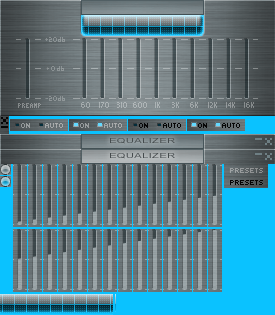 +20db
+0db
-20db
PREAMP 60 170 310 600 1K 3K 6K 12K 14K 16K
ON AUTO ON AUTO ON AUTO ON AUTO
EQUALIZER
EQUALIZER
PRESETS
PRESETS